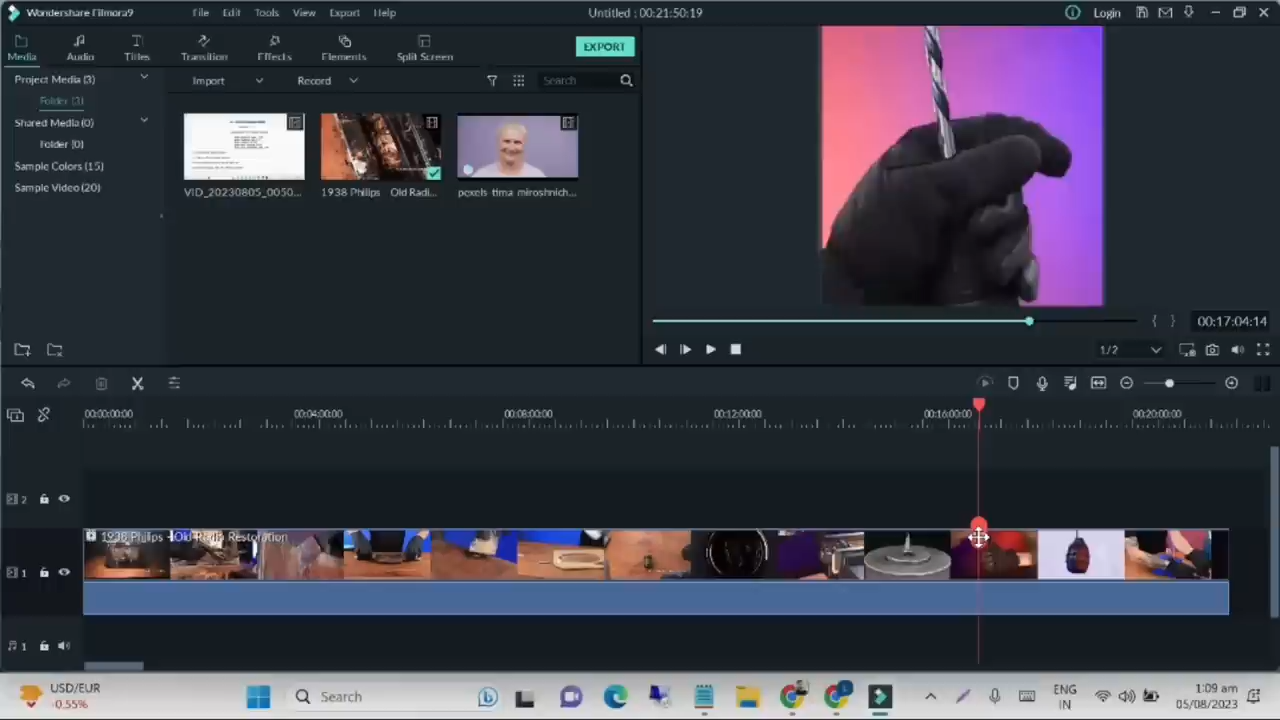 Wondershare Filmora9
File Edit Tools View Export Help
Untitled : 00:21:50:19
Login
Media Audio Titles Transition Effects Elements Split Screen
EXPORT
Project Media (3)
Folder (3)
Shared Media (0)
Folder (0)
Sample Colors (15)
Sample Video (20)
Import
Record
Search
VID_20230805_0050...
1938 Philips Old Radi...
pexels tima miroshnich...
00:17:04:14
1/2
00:00:00:00 00:04:00:00 00:08:00:00 00:12:00:00 00:16:00:00 00:20:00:00
2
1938 Philips - Old Radio Restoration
1
1
USD/EUR
-0.55%
Search
ENG
IN
1:09 am
05/08/2023